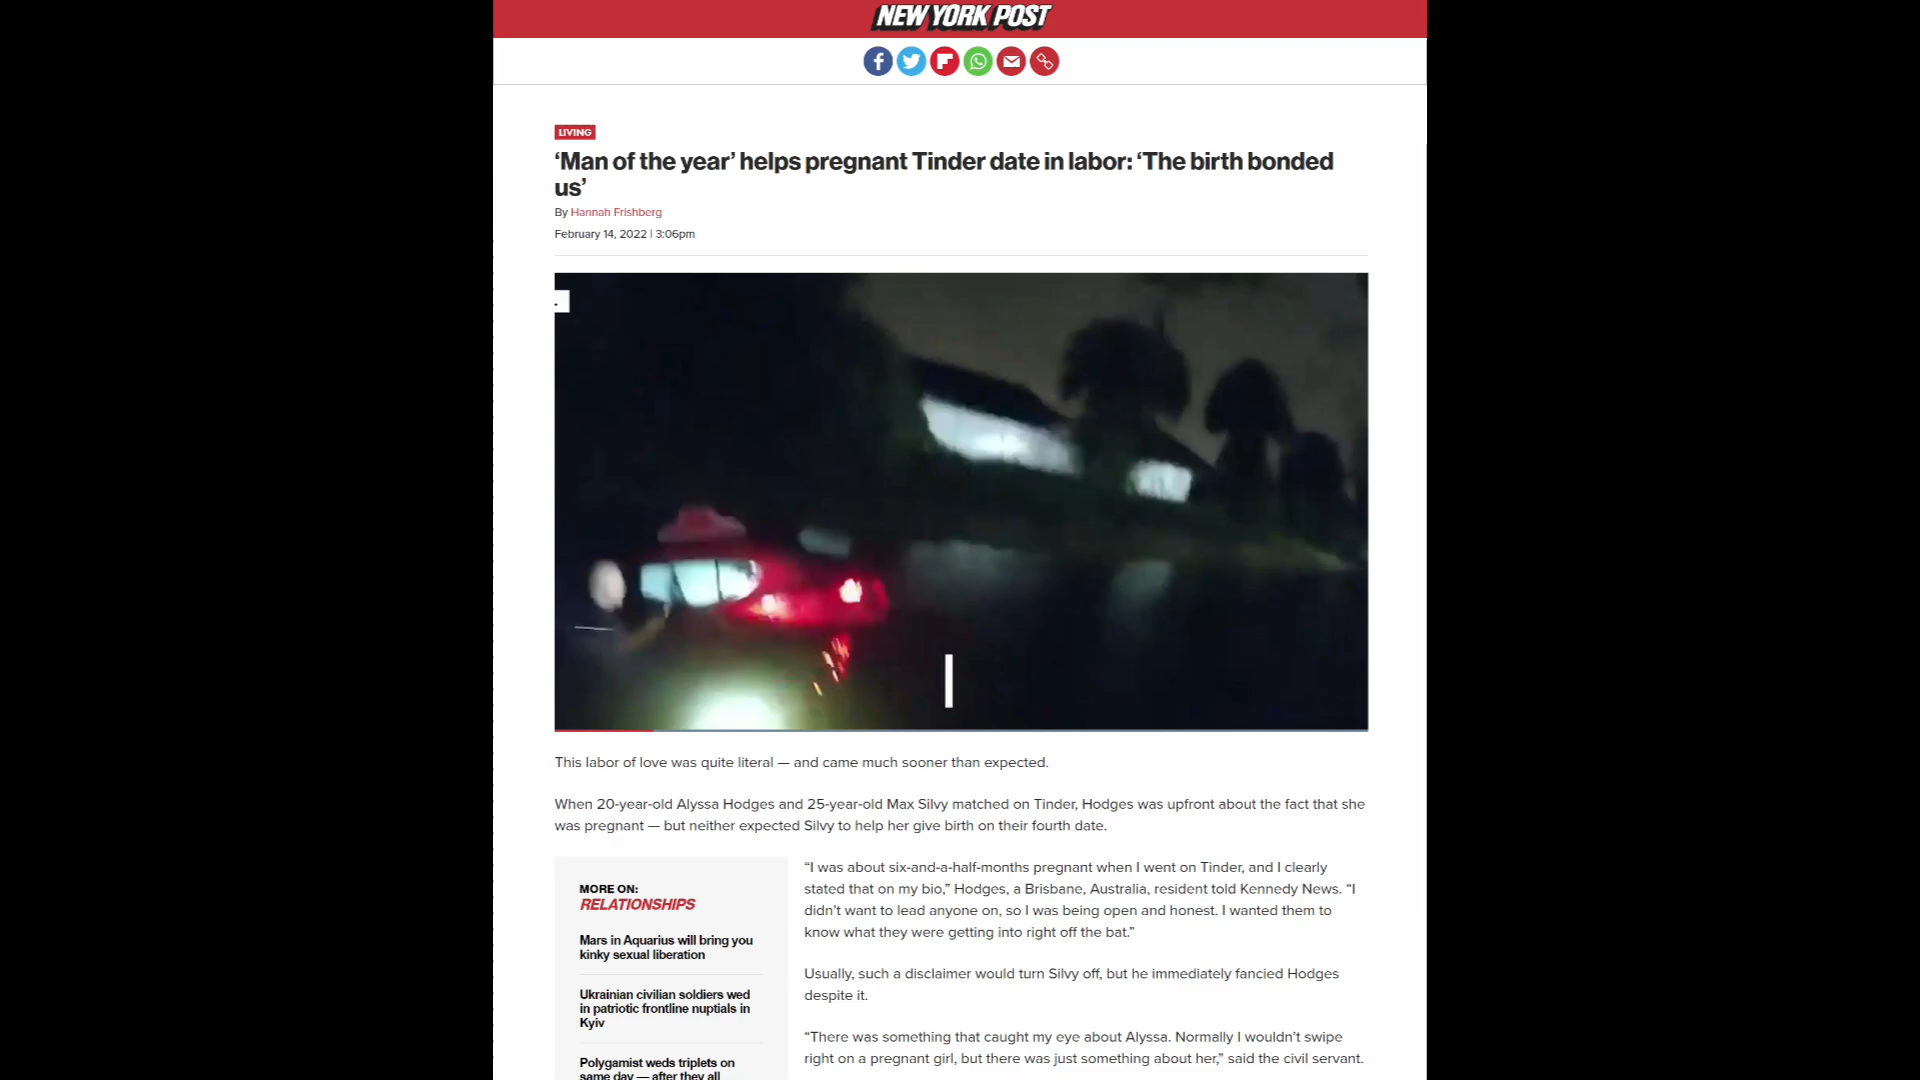 NEW YORK POST
LIVING
‘Man of the year’ helps pregnant Tinder date in labor: ‘The birth bonded
us’
By Hannah Frishberg
February 14, 2022 | 3:06pm
This labor of love was quite literal — and came much sooner than expected.
When 20-year-old Alyssa Hodges and 25-year-old Max Silvy matched on Tinder, Hodges was upfront about the fact that she
was pregnant — but neither expected Silvy to help her give birth on their fourth date.
MORE ON:
RELATIONSHIPS
Mars in Aquarius will bring you
kinky sexual liberation
Ukrainian civilian soldiers wed
in patriotic frontline nuptials in
Kyiv
Polygamist weds triplets on
same day — after they all
“I was about six-and-a-half-months pregnant when I went on Tinder, and I clearly
stated that on my bio,” Hodges, a Brisbane, Australia, resident told Kennedy News. “I
didn’t want to lead anyone on, so I was being open and honest. I wanted them to
know what they were getting into right off the bat.”
Usually, such a disclaimer would turn Silvy off, but he immediately fancied Hodges
despite it.
“There was something that caught my eye about Alyssa. Normally I wouldn’t swipe
right on a pregnant girl, but there was just something about her,” said the civil servant.